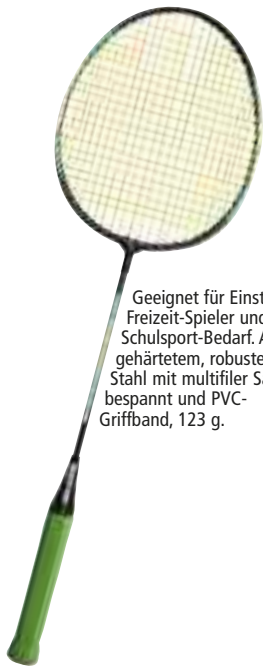 Geeignet für
Freizeit-Spieler
Schulsport-Bedarf.
gehärtetem,
Stahl mit multifiler
bespannt und PVC-
Griffband, 123 g.